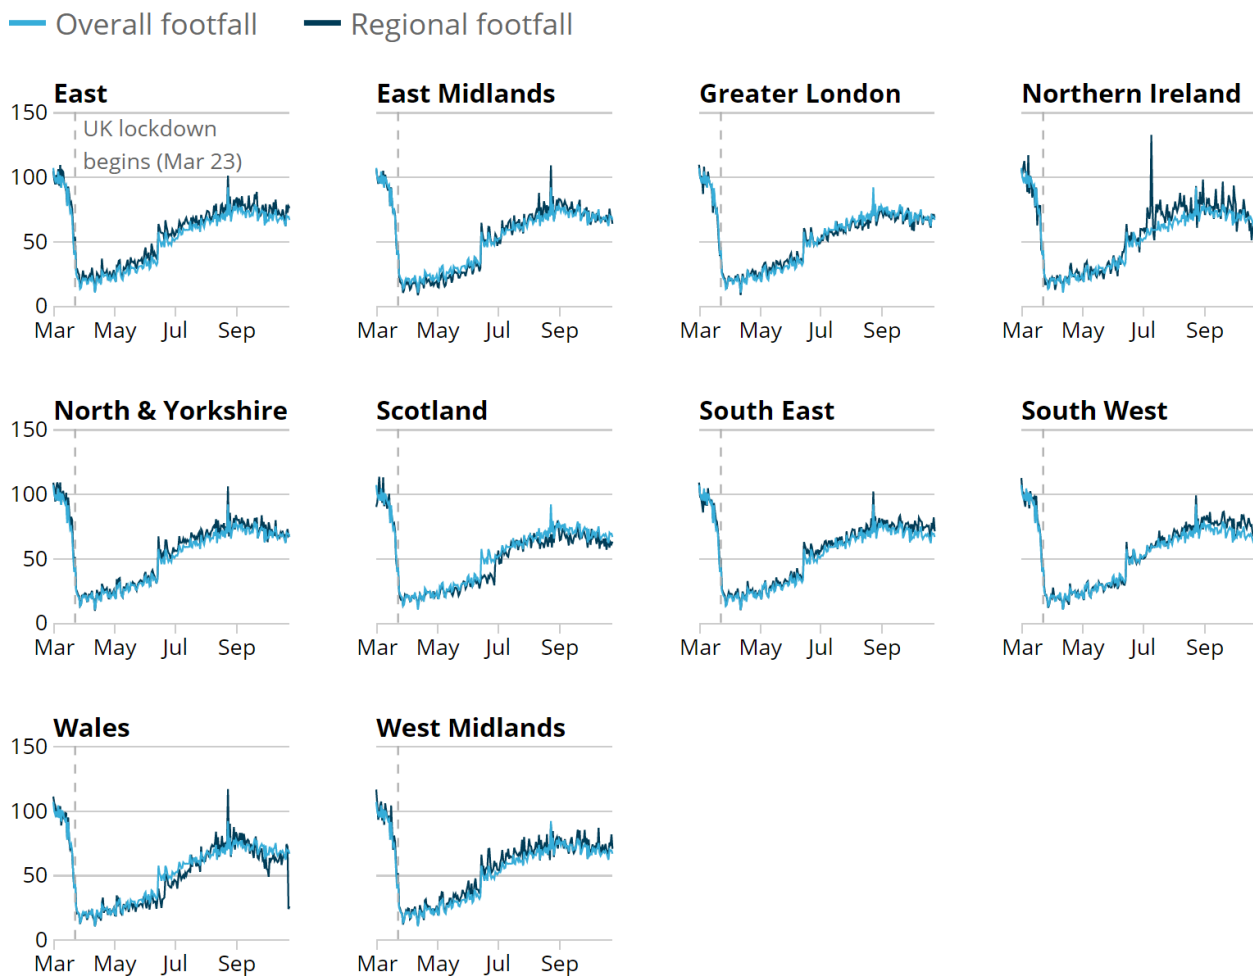 Overall footfall Regional footfall
East East Midlands Greater London Northern Ireland
150
UK lockdown
begins (Mar 23)
100
50
0
Mar May Jul Sep Mar May Jul Sep Mar May Jul Sep Mar May Jul Sep
North & Yorkshire Scotland South East South West
150
100
50
0
Mar May Jul Sep Mar May Jul Sep Mar May Jul Sep Mar May Jul Sep
Wales West Midlands
150
100
50
0
Mar May Jul Sep Mar May Jul Sep